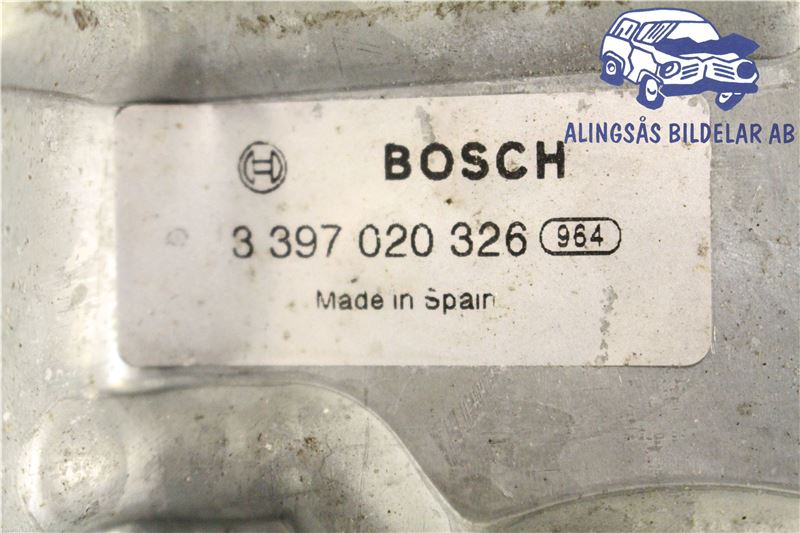 ALINGSÅS BILDELAR AB
BOSCH
3 397 020 326 964
Made in Spain